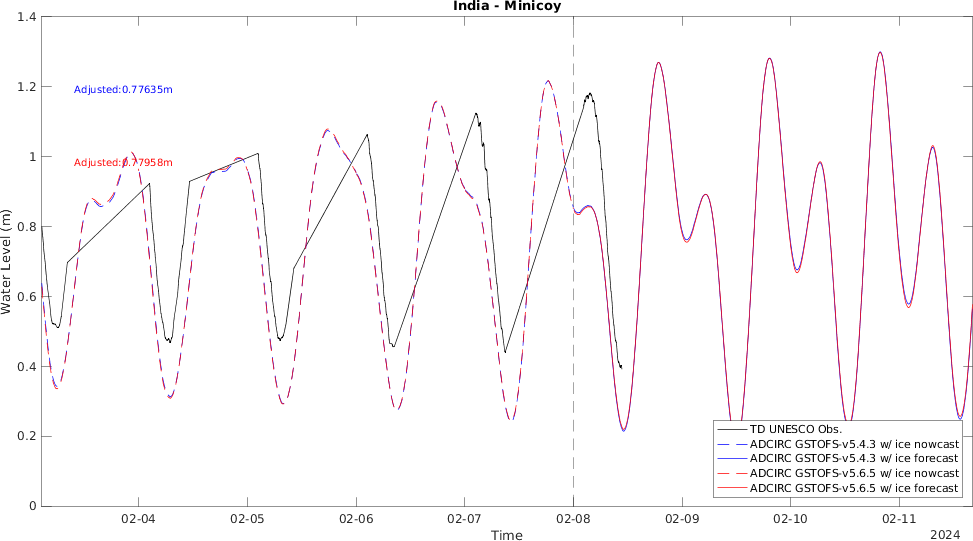 India - Minicoy
1.4
1.2
1
0.8
0.6
0.4
0.2
0
Water Level (m)
Adjusted:0.77635m
Adjusted:0.77958m
TD UNESCO Obs.
ADCIRC GSTOFS-v5.4.3 w/ ice nowcast
ADCIRC GSTOFS-v5.4.3 w/ ice forecast
ADCIRC GSTOFS-v5.6.5 w/ ice nowcast
ADCIRC GSTOFS-v5.6.5 w/ ice forecast
02-04 02-05 02-06 02-07 02-08 02-09 02-10 02-11
Time
2024